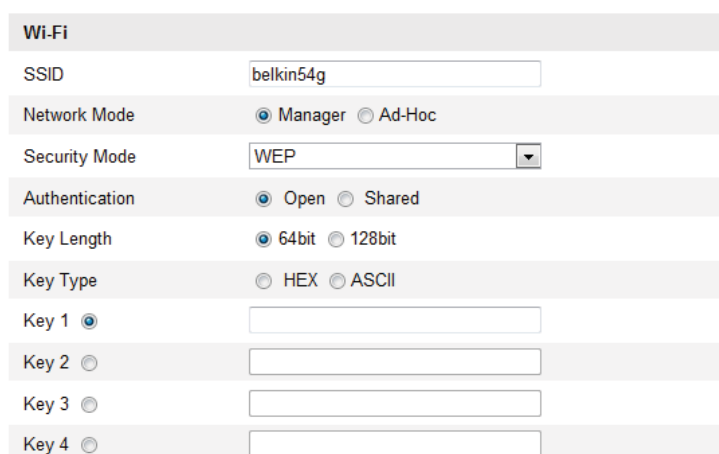 Wi-Fi
SSID belkin54g
Network Mode Manager Ad-Hoc
Security Mode WEP
Authentication Open Shared
Key Length 64bit 128bit
Key Type HEX ASCII
Key 1
Key 2
Key 3
Key 4